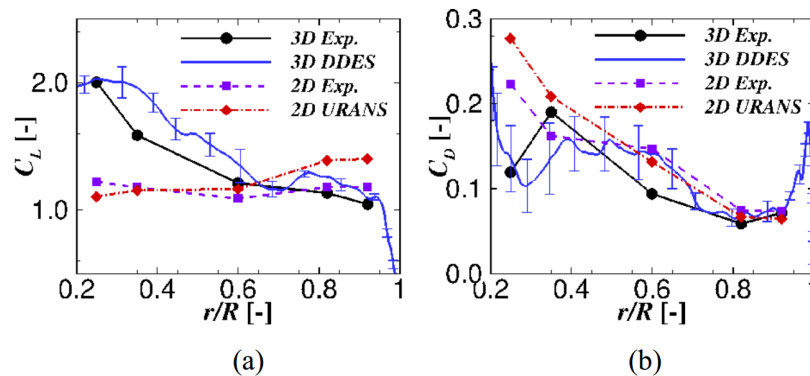 C_L [-]
2.0
1.0
0.2
0.4
0.6
0.8
1
r/R [-]
3D Exp.
3D DDES
2D Exp.
2D URANS
(a)
C_D [-]
0.3
0.2
0.1
0.0
0.2
0.4
0.6
0.8
1
r/R [-]
3D Exp.
3D DDES
2D Exp.
2D URANS
(b)